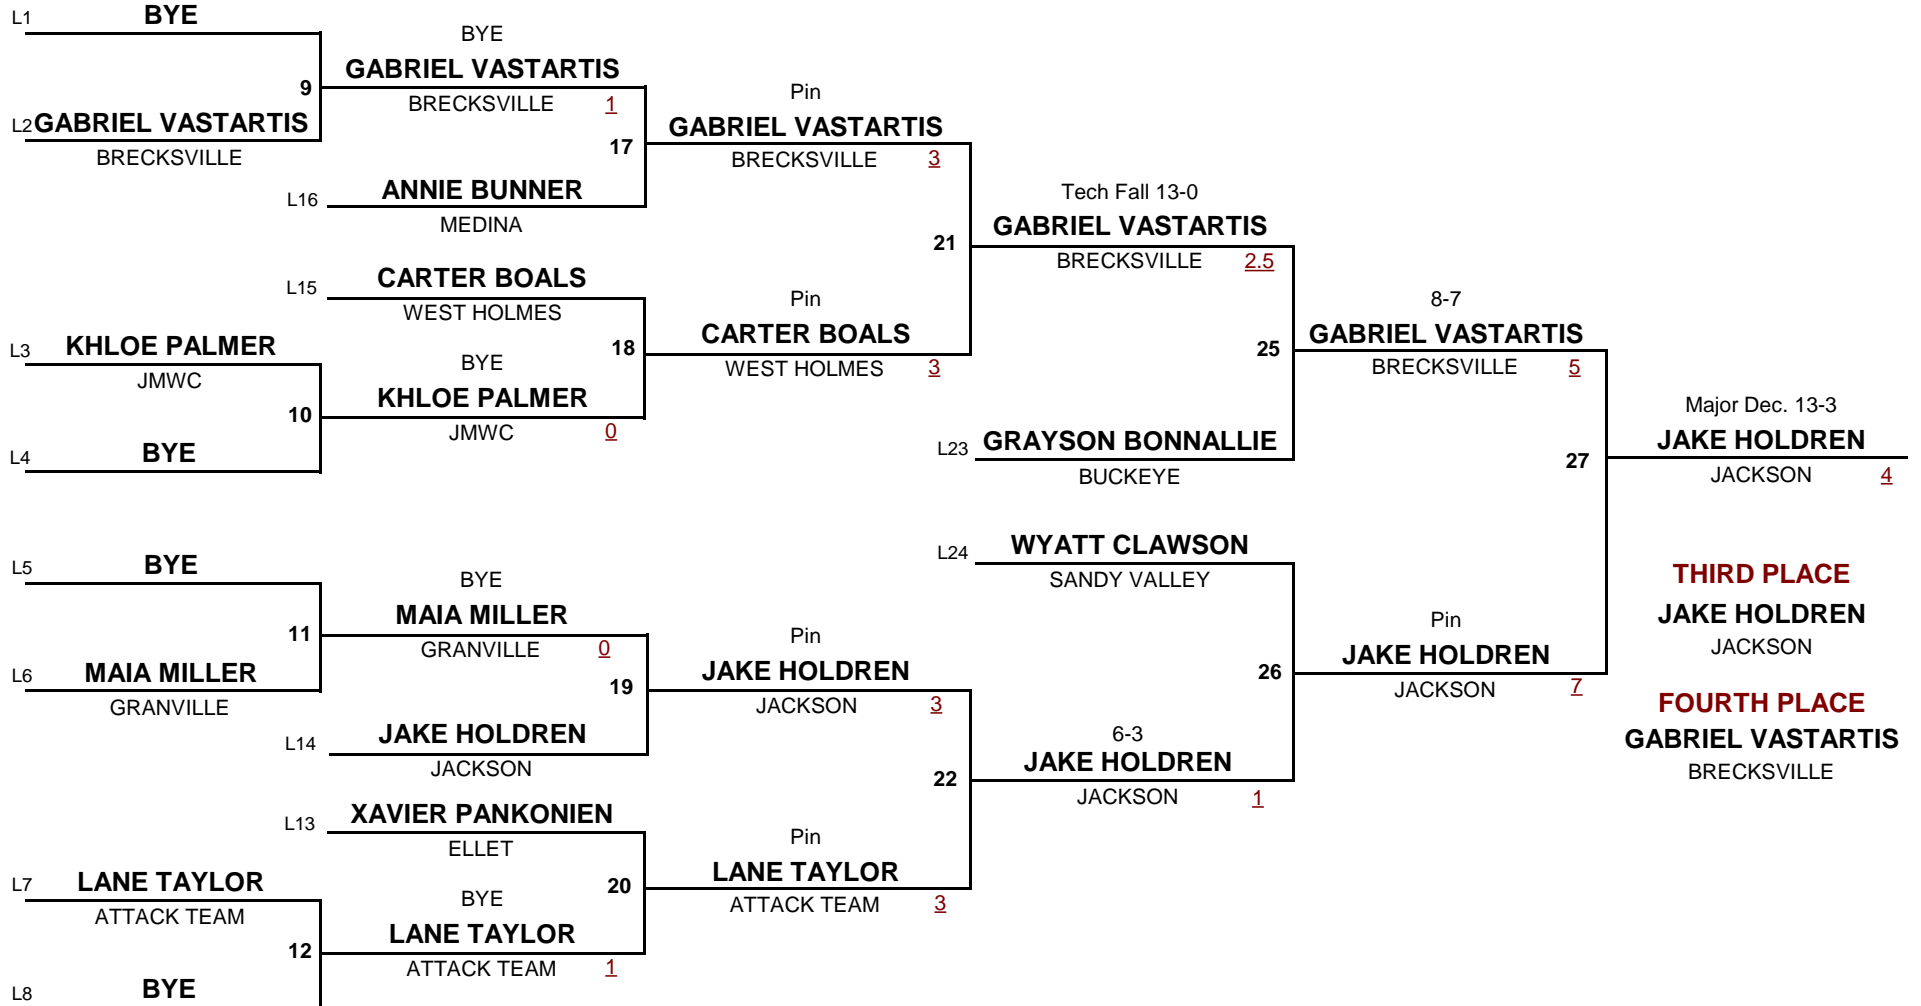 L1 BYE
BYE
GABRIEL VASTARTIS
9
BRECKSVILLE 1
L2 GABRIEL VASTARTIS
BRECKSVILLE
17
Pin
GABRIEL VASTARTIS
BRECKSVILLE 3
L16 ANNIE BUNNER
MEDINA
21
Tech Fall 13-0
GABRIEL VASTARTIS
BRECKSVILLE 2.5
L15 CARTER BOALS
WEST HOLMES
18
Pin
CARTER BOALS
WEST HOLMES 3
L3 KHLOE PALMER
JMWC
BYE
KHLOE PALMER
10
JMWC 0
L4 BYE
25
8-7
GABRIEL VASTARTIS
BRECKSVILLE 5
L23 GRAYSON BONNALLIE
BUCKEYE
27
Major Dec. 13-3
JAKE HOLDREN
JACKSON 4
L5 BYE
BYE
MAIA MILLER
11
GRANVILLE 0
L6 MAIA MILLER
GRANVILLE
19
Pin
JAKE HOLDREN
JACKSON 3
L14 JAKE HOLDREN
JACKSON
L24 WYATT CLAWSON
SANDY VALLEY
26
Pin
JAKE HOLDREN
JACKSON 7
22
6-3
JAKE HOLDREN
JACKSON 1
THIRD PLACE
JAKE HOLDREN
JACKSON
FOURTH PLACE
GABRIEL VASTARTIS
BRECKSVILLE
L13 XAVIER PANKONIEN
ELLET
20
Pin
LANE TAYLOR
ATTACK TEAM 3
L7 LANE TAYLOR
ATTACK TEAM
BYE
LANE TAYLOR
12
ATTACK TEAM 1
L8 BYE